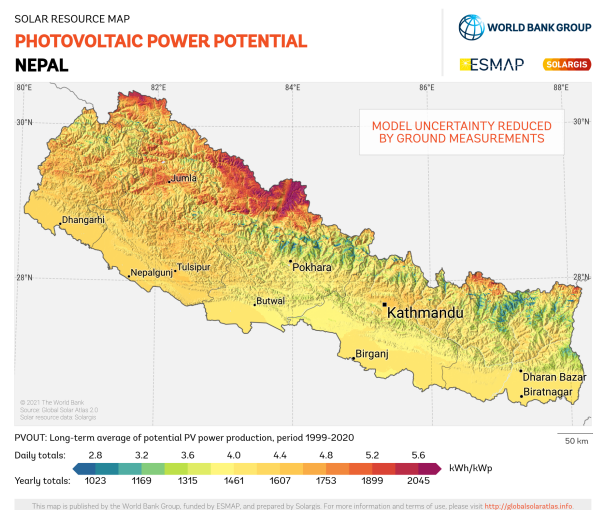 SOLAR RESOURCE MAP
PHOTOVOLTAIC POWER POTENTIAL
NEPAL
WORLD BANK GROUP
ESMAP
SOLARGIS
80°E
82°E
84°E
86°E
88°E
30°N
30°N
MODEL UNCERTAINTY REDUCED
BY GROUND MEASUREMENTS
Jumla
Dhangarhi
Nepalgunj
Tulsipur
Pokhara
28°N
28°N
Butwal
Kathmandu
Birganj
Dharan Bazar
Biratnagar
© 2021 The World Bank
Source: Global Solar Atlas 2.0
Solar resource data: Solargis
82°E
84°E
86°E
88°E
PVOUT: Long-term average of potential PV power production, period 1999-2020
50 km
Daily totals: 2.8 3.2 3.6 4.0 4.4 4.8 5.2 5.6
kWh/kWp
Yearly totals: 1023 1169 1315 1461 1607 1753 1899 2045
This map is published by the World Bank Group, funded by ESMAP, and prepared by Solargis. For more information and terms of use, please visit http://globalsolaratlas.info.